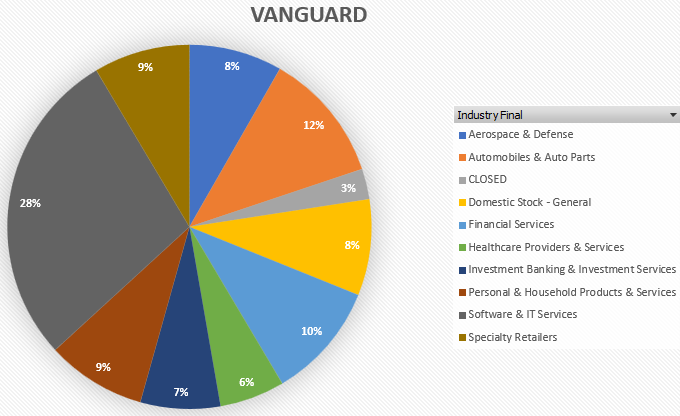 VANGUARD
9%
8%
12%
3%
8%
10%
6%
7%
9%
28%
Industry Final
Aerospace & Defense
Automobiles & Auto Parts
CLOSED
Domestic Stock - General
Financial Services
Healthcare Providers & Services
Investment Banking & Investment Services
Personal & Household Products & Services
Software & IT Services
Specialty Retailers